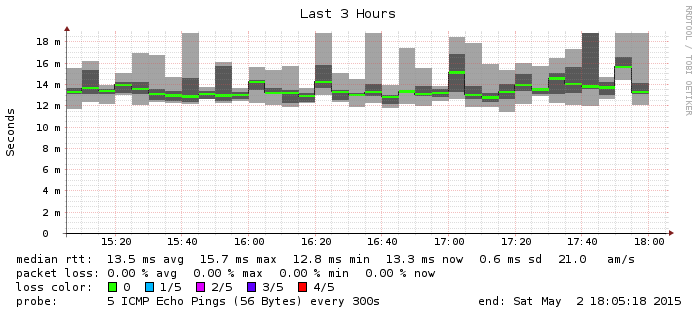 Last 3 Hours
RRDTOOL / TOBI OETIKER
Seconds
18 m
16 m
14 m
12 m
10 m
8 m
6 m
4 m
2 m
0
15:20 15:40 16:00 16:20 16:40 17:00 17:20 17:40 18:00
median rtt: 13.5 ms avg 15.7 ms max 12.8 ms min 13.3 ms now 0.6 ms sd 21.0 am/s
packet loss: 0.00 % avg 0.00 % max 0.00 % min 0.00 % now
loss color: 0 1/5 2/5 3/5 4/5
probe: 5 ICMP Echo Pings (56 Bytes) every 300s end: Sat May 2 18:05:18 2015